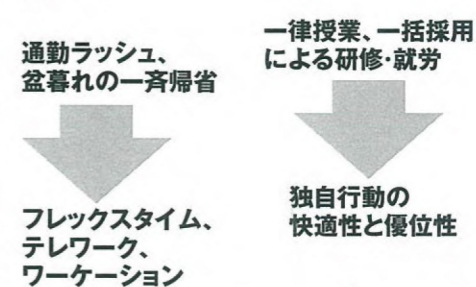 通勤ラッシュ、
盆暮れの一斉帰省
フレックスタイム、
テレワーク、
ワーケーション
一律授業、一括採用
による研修・就労
独自行動の
快適性と優位性